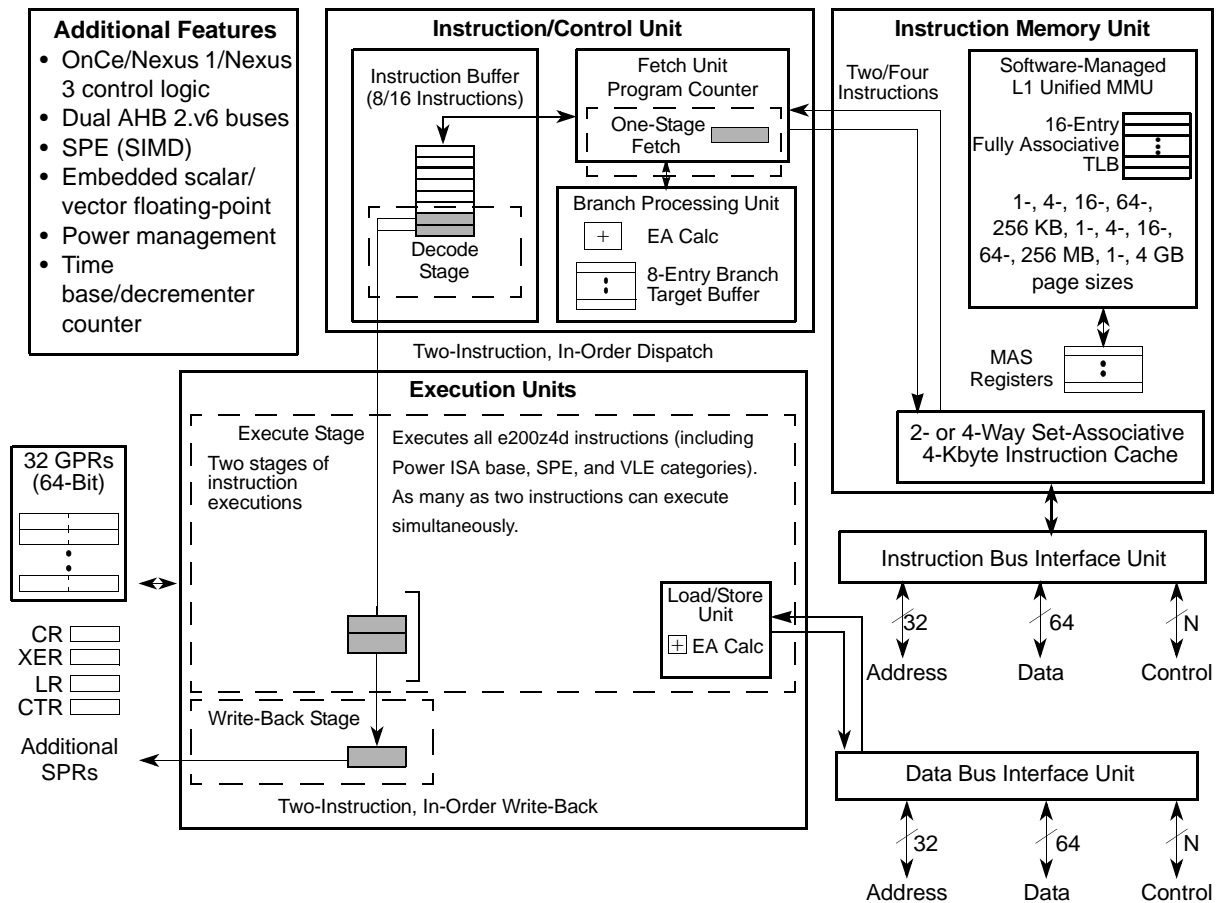 Additional Features
• OnCe/Nexus 1/Nexus
3 control logic
• Dual AHB 2.v6 buses
• SPE (SIMD)
• Embedded scalar/
vector floating-point
• Power management
• Time
base/decrementer
counter
Instruction/Control Unit
Instruction Buffer
(8/16 Instructions)
Decode
Stage
Fetch Unit
Program Counter
One-Stage
Fetch
Branch Processing Unit
+
EA Calc
8-Entry Branch
Target Buffer
Two/Four
Instructions
Instruction Memory Unit
Software-Managed
L1 Unified MMU
16-Entry
Fully Associative
TLB
1-, 4-, 16-, 64-,
256 KB, 1-, 4-, 16-,
64-, 256 MB, 1-, 4 GB
page sizes
MAS
Registers
2- or 4-Way Set-Associative
4-Kbyte Instruction Cache
Two-Instruction, In-Order Dispatch
Execution Units
Execute Stage
Two stages of
instruction
executions
Executes all e200z4d instructions (including
Power ISA base, SPE, and VLE categories).
As many as two instructions can execute
simultaneously.
Load/Store
Unit
+ EA Calc
Write-Back Stage
Two-Instruction, In-Order Write-Back
32 GPRs
(64-Bit)
CR
XER
LR
CTR
Additional
SPRs
Instruction Bus Interface Unit
32
64
N
Address
Data
Control
Data Bus Interface Unit
32
64
N
Address
Data
Control